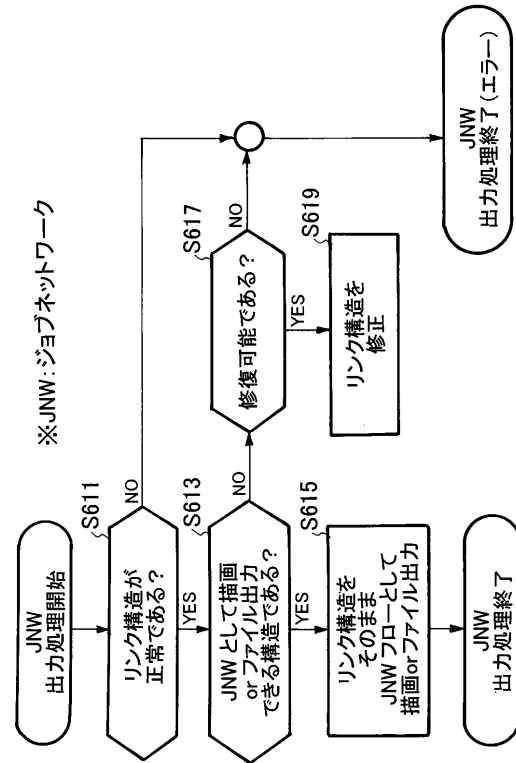 ※JNW:ジョブネットワーク
JNW
出力処理開始
S611
リンク構造が
正常である?
NO
YES
S613
JNWとして描画
orファイル出力
できる構造である?
NO
YES
S617
修復可能である?
NO
YES
S615
リンク構造を
そのまま
JNWフローとして
描画orファイル出力
S619
リンク構造を
修正
JNW
出力処理終了
JNW
出力処理終了(エラー)